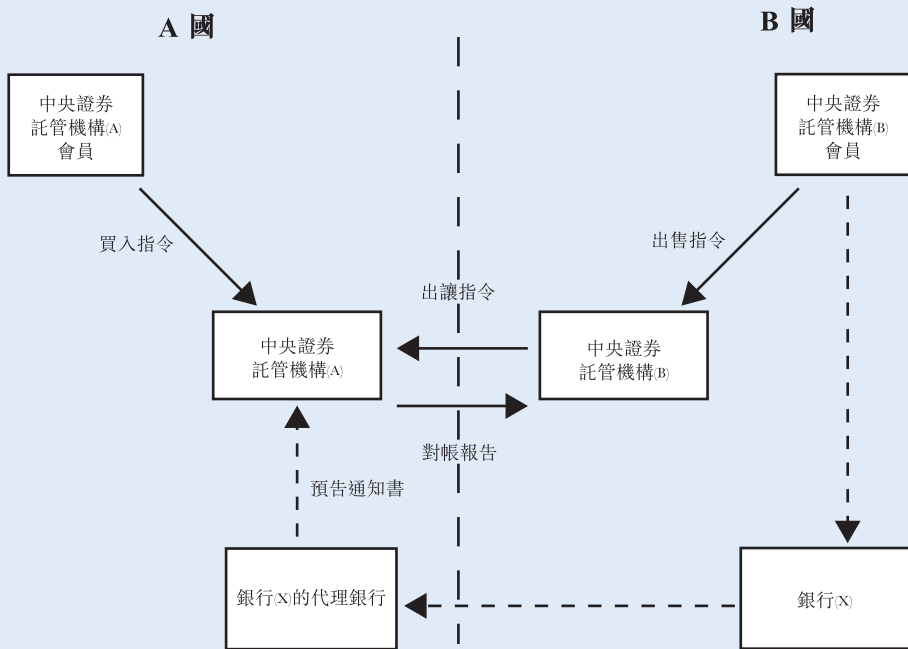 A 國
B 國
中央證券
託管機構(A)
會員
中央證券
託管機構(B)
會員
買入指令
出售指令
出讓指令
中央證券
託管機構(A)
中央證券
託管機構(B)
對帳報告
預告通知書
銀行(X)的代理銀行
銀行(X)